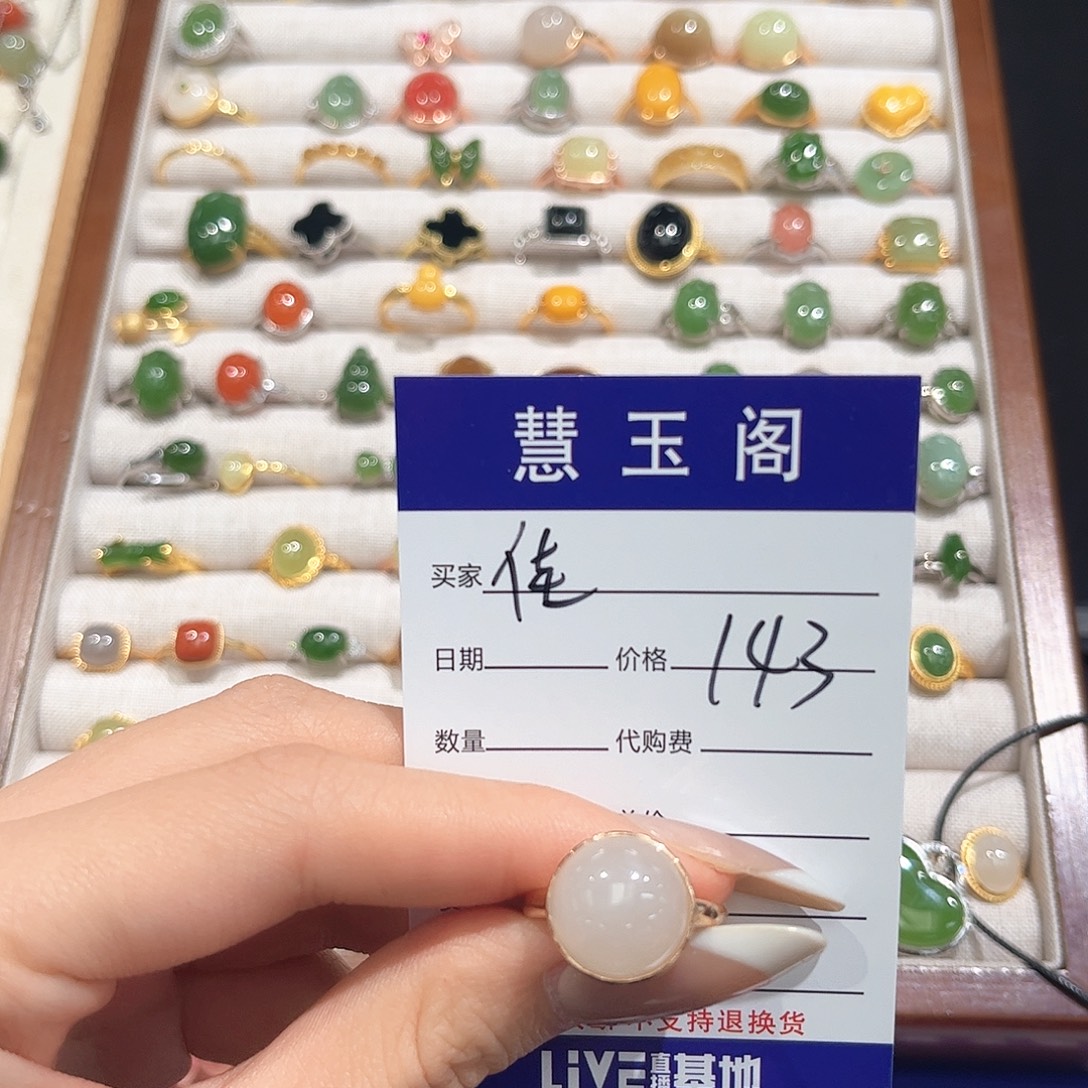 慧玉阁
买家 佳
日期 价格 143
数量 代购费
不支持退换货
LiVE直播基地